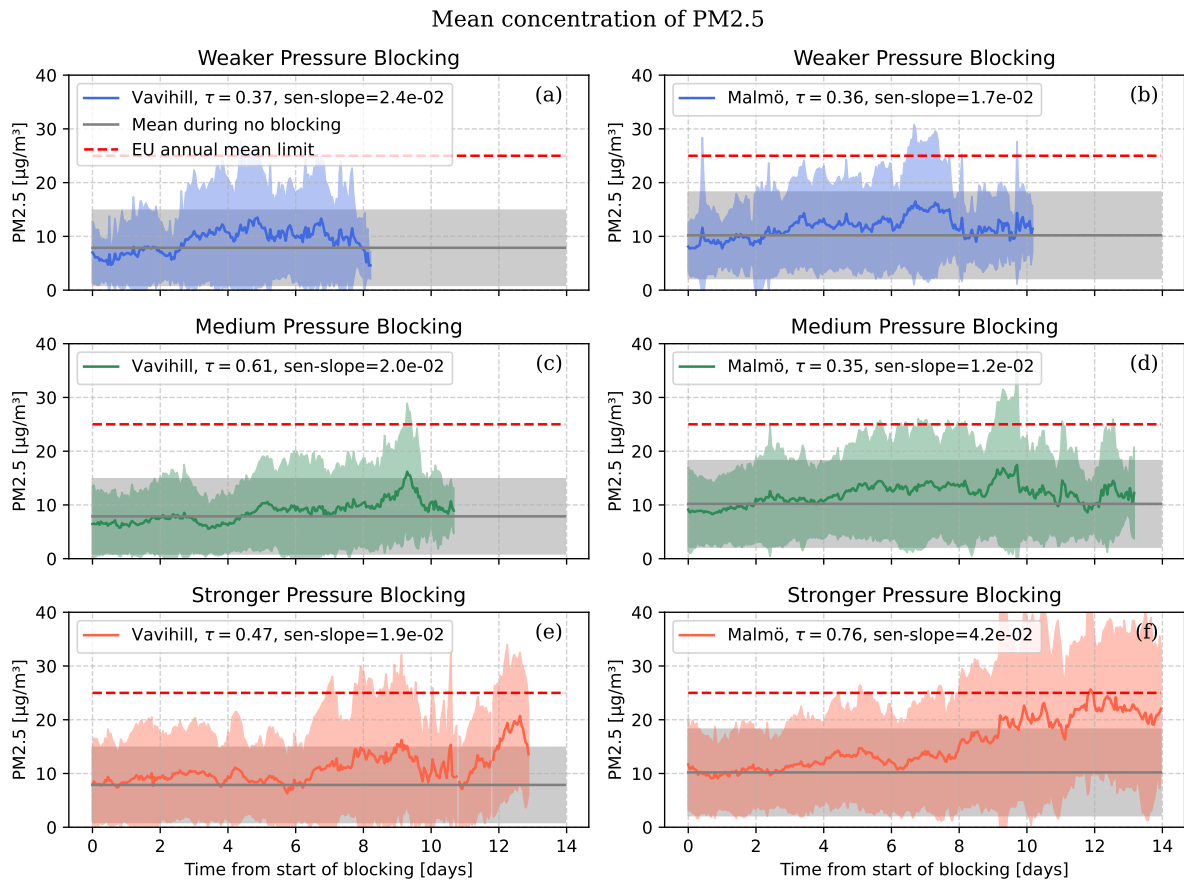 Mean concentration of PM2.5
Weaker Pressure Blocking
PM2.5 [µg/m³]
40
30
20
10
0
Vavihill, τ = 0.37, sen-slope=2.4e-02
Mean during no blocking
EU annual mean limit
(a)
Weaker Pressure Blocking
PM2.5 [µg/m³]
40
30
20
10
0
Malmö, τ = 0.36, sen-slope=1.7e-02
(b)
Medium Pressure Blocking
PM2.5 [µg/m³]
40
30
20
10
0
Vavihill, τ = 0.61, sen-slope=2.0e-02
(c)
Medium Pressure Blocking
PM2.5 [µg/m³]
40
30
20
10
0
Malmö, τ = 0.35, sen-slope=1.2e-02
(d)
Stronger Pressure Blocking
PM2.5 [µg/m³]
40
30
20
10
0
Vavihill, τ = 0.47, sen-slope=1.9e-02
(e)
0 2 4 6 8 10 12 14
Time from start of blocking [days]
Stronger Pressure Blocking
PM2.5 [µg/m³]
40
30
20
10
0
Malmö, τ = 0.76, sen-slope=4.2e-02
(f)
0 2 4 6 8 10 12 14
Time from start of blocking [days]